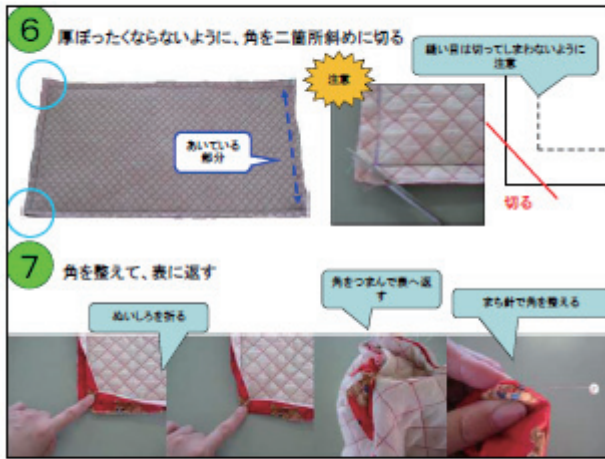 6
厚ぼったくならないように、角を二箇所斜めに切る
縫い目は切ってしまわないように
注意
注意
あいている
部分
切る
7
角を整えて、表に返す
ぬいしろを折る
角をつまんで表へ返
す
まち針で角を整える